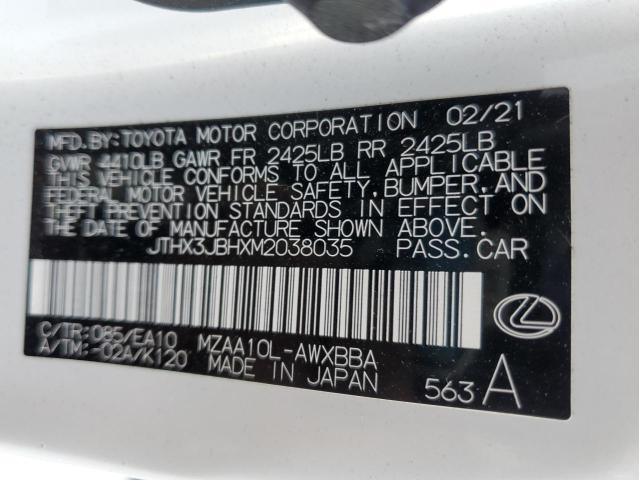 MFD. BY: TOYOTA MOTOR CORPORATION 02/21
GVWR 4410LB GAWR FR 2425LB RR 2425LB
THIS VEHICLE CONFORMS TO ALL APPLICABLE
FEDERAL MOTOR VEHICLE SAFETY, BUMPER, AND
THEFT PREVENTION STANDARDS IN EFFECT ON
THE DATE OF MANUFACTURE SHOWN ABOVE.
JTHX3JBHXM2038035 PASS. CAR
C/TR: 085/EA10 MZAA10L-AWXBBA
A/TM: -02A/K120 MADE IN JAPAN 563 A